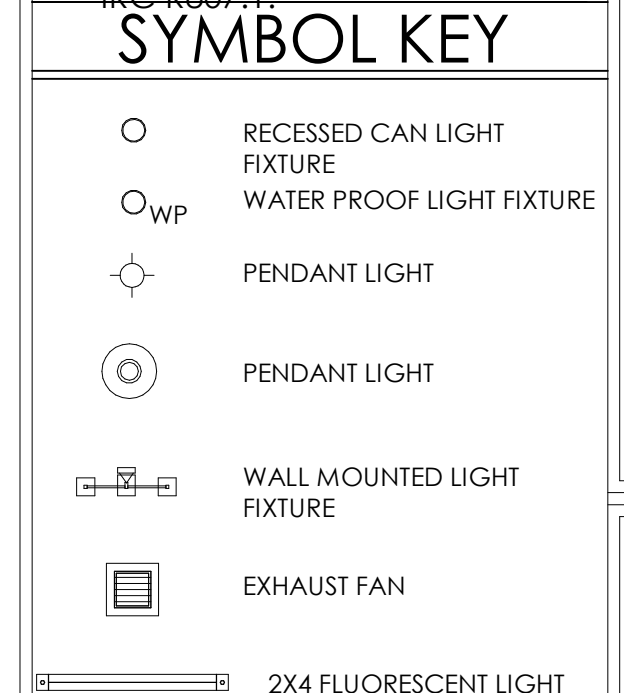 SYMBOL KEY
RECESSED CAN LIGHT
FIXTURE
WP
WATER PROOF LIGHT FIXTURE
PENDANT LIGHT
PENDANT LIGHT
WALL MOUNTED LIGHT
FIXTURE
EXHAUST FAN
2X4 FLUORESCENT LIGHT